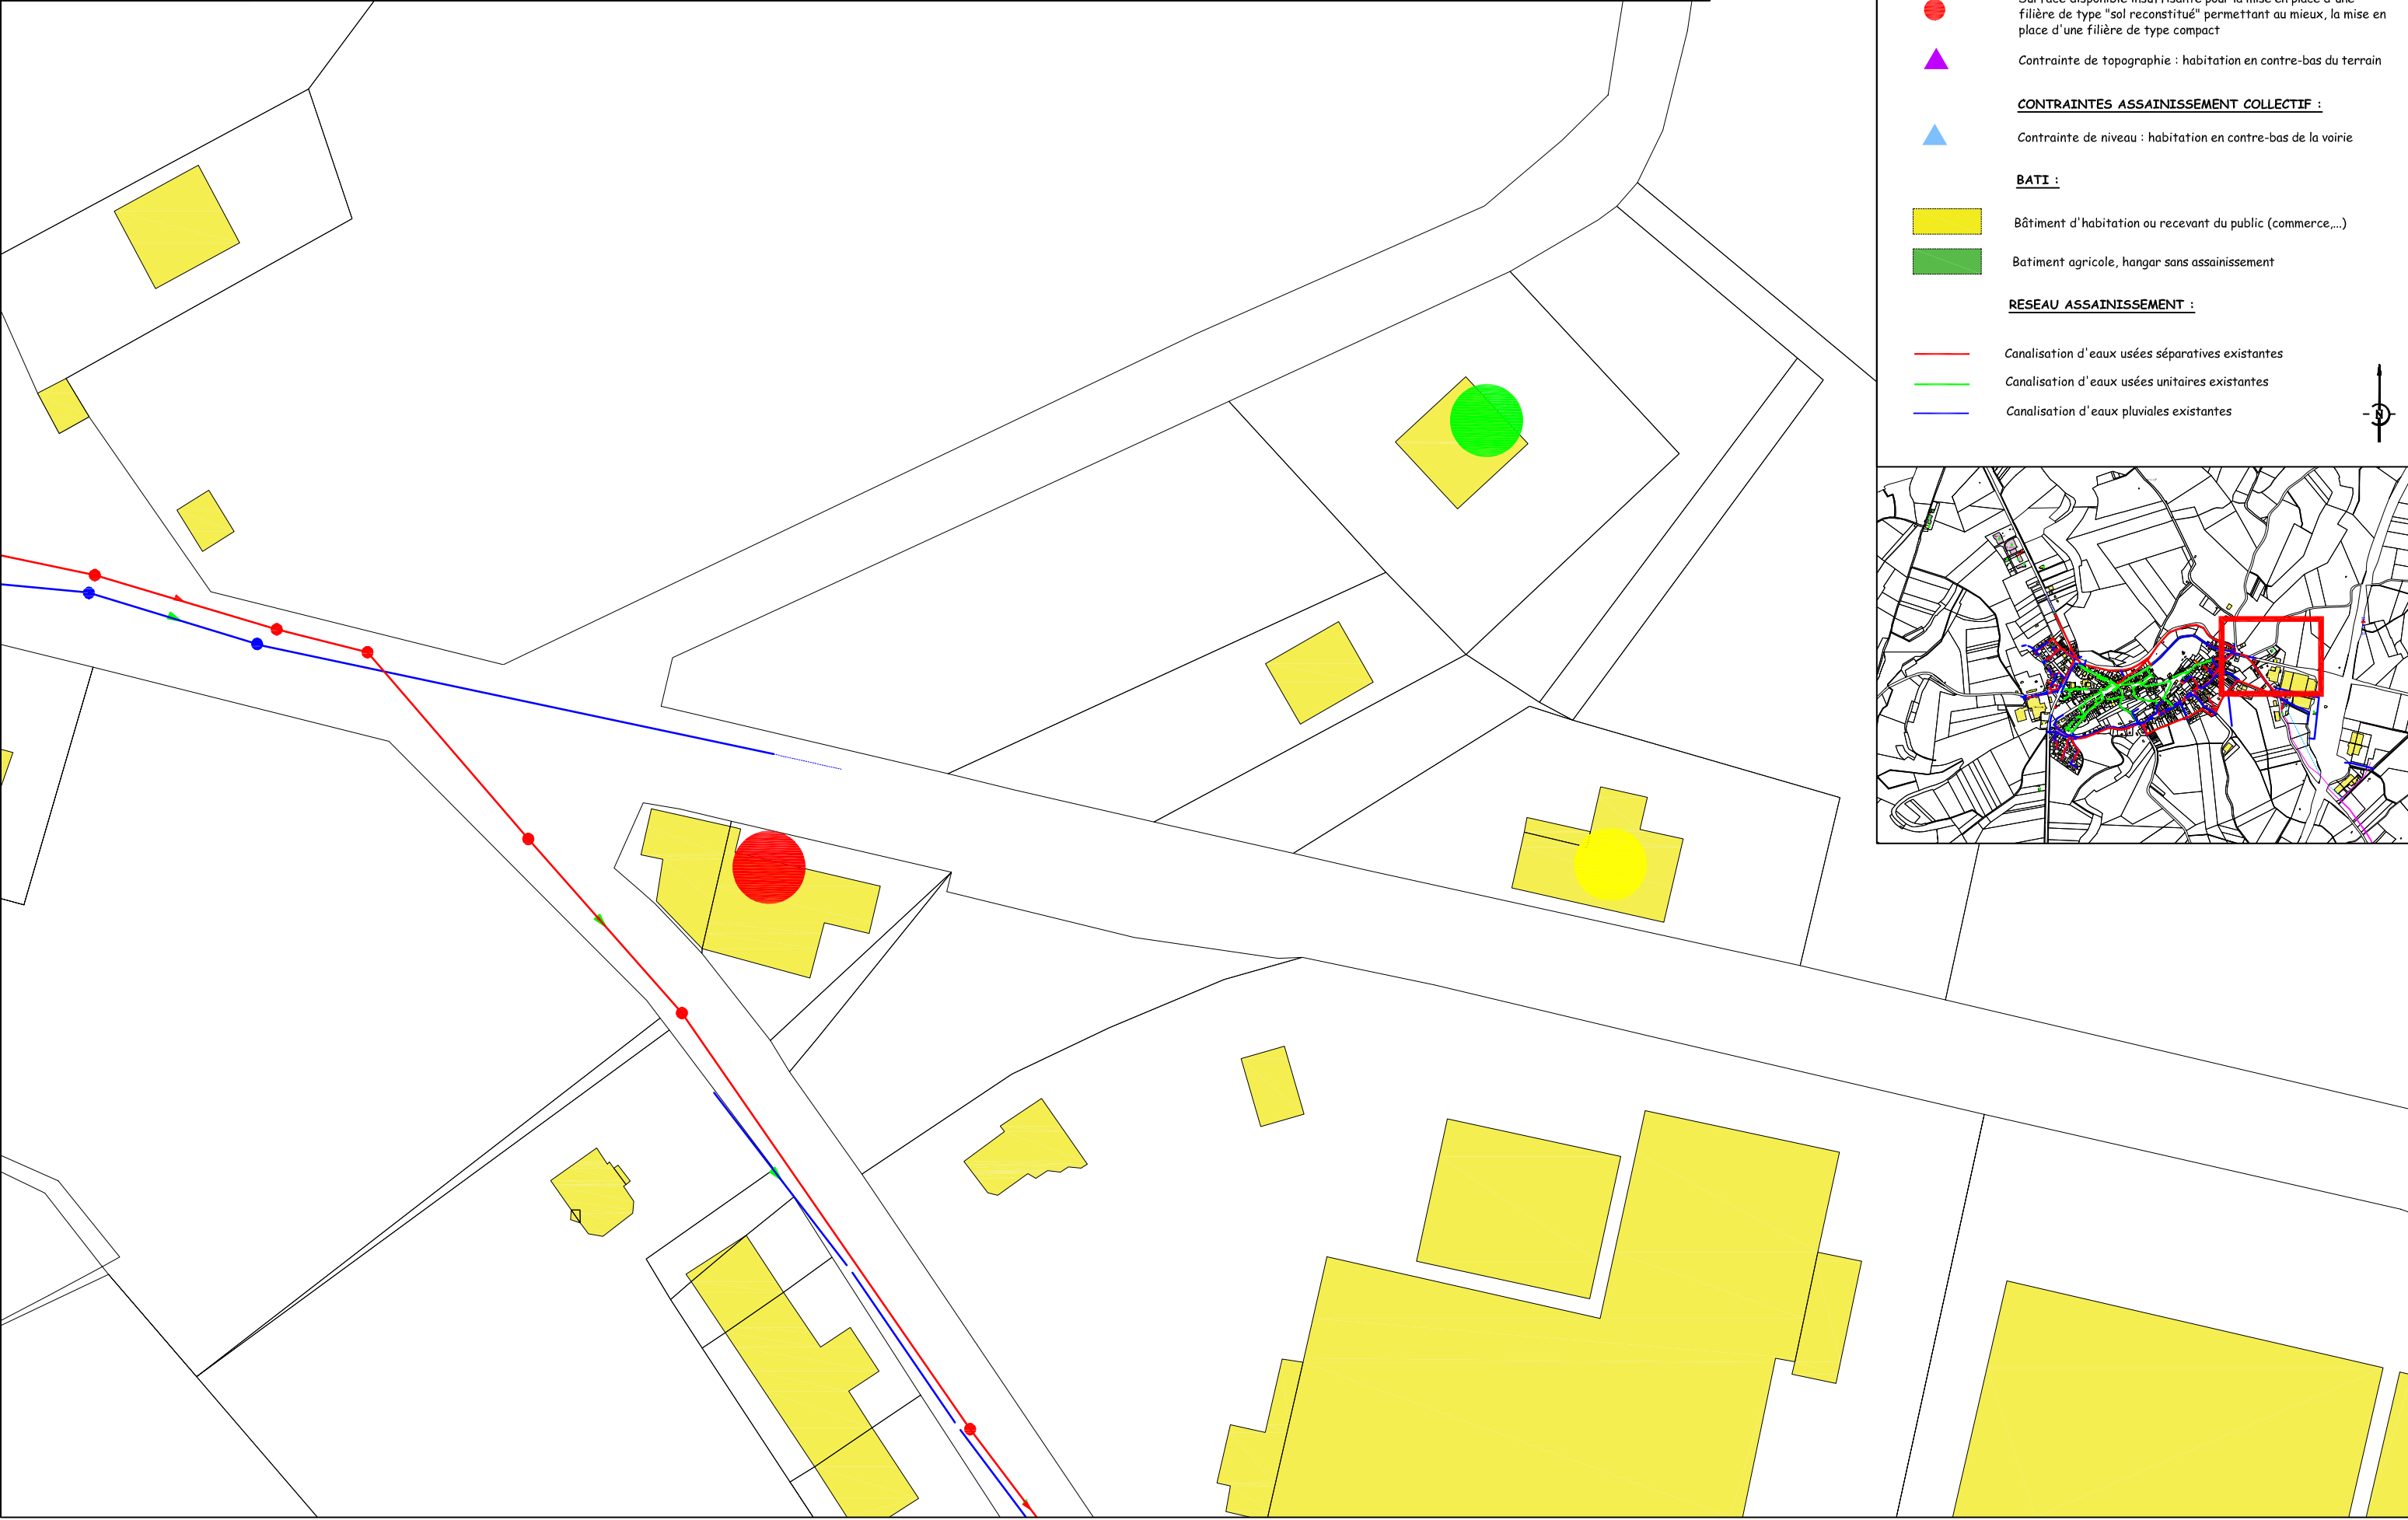 filière de type "sol reconstitué" permettant au mieux, la mise en
place d'une filière de type compact
Contrainte de topographie : habitation en contre-bas du terrain
CONTRAINTES ASSAINISSEMENT COLLECTIF :
Contrainte de niveau : habitation en contre-bas de la voirie
BATI :
Bâtiment d'habitation ou recevant du public (commerce,...)
Batiment agricole, hangar sans assainissement
RESEAU ASSAINISSEMENT :
Canalisation d'eaux usées séparatives existantes
Canalisation d'eaux usées unitaires existantes
Canalisation d'eaux pluviales existantes
N